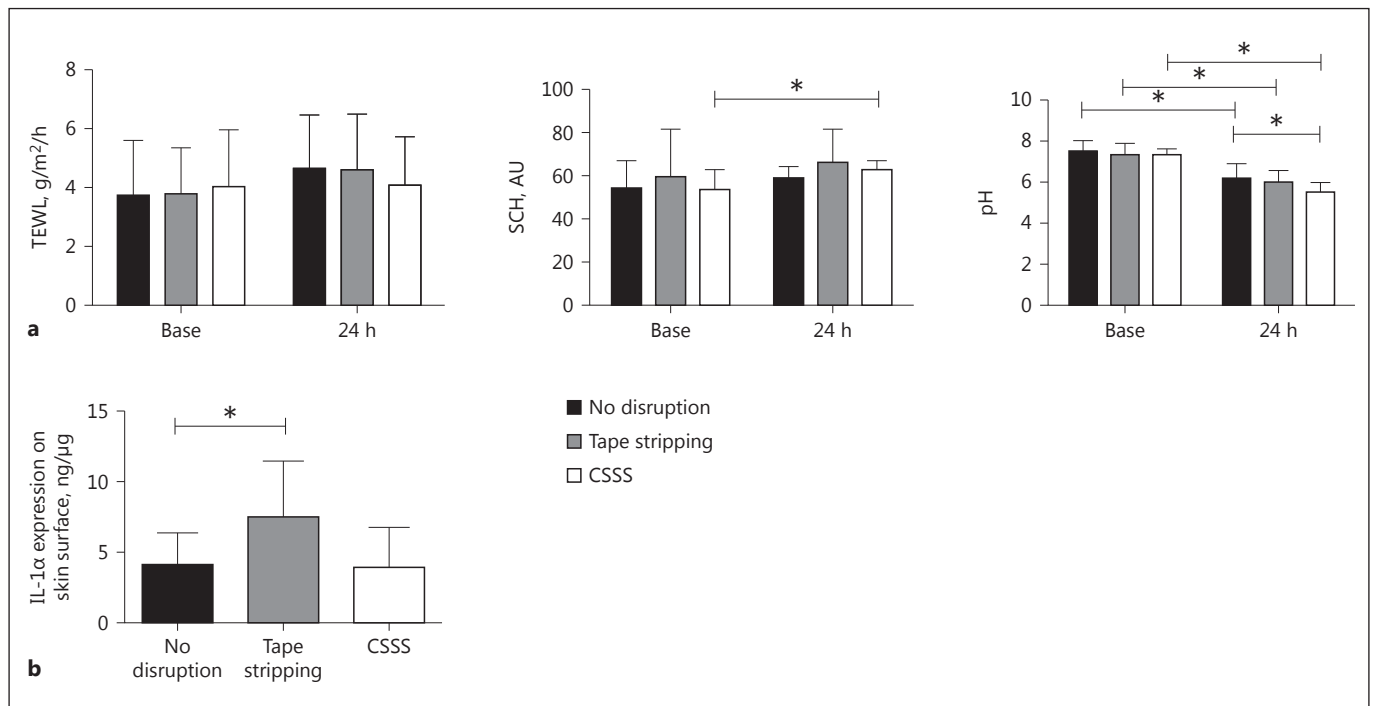 8
6
4
2
0
TEWL, g/m²/h
Base
24 h
a
100
80
60
40
20
0
SCH, AU
*
Base
24 h
10
8
6
4
2
0
pH
*
*
*
*
Base
24 h
15
10
5
0
IL-1α expression on
skin surface, ng/µg
*
No
disruption
Tape
stripping
CSSS
b
No disruption
Tape stripping
CSSS